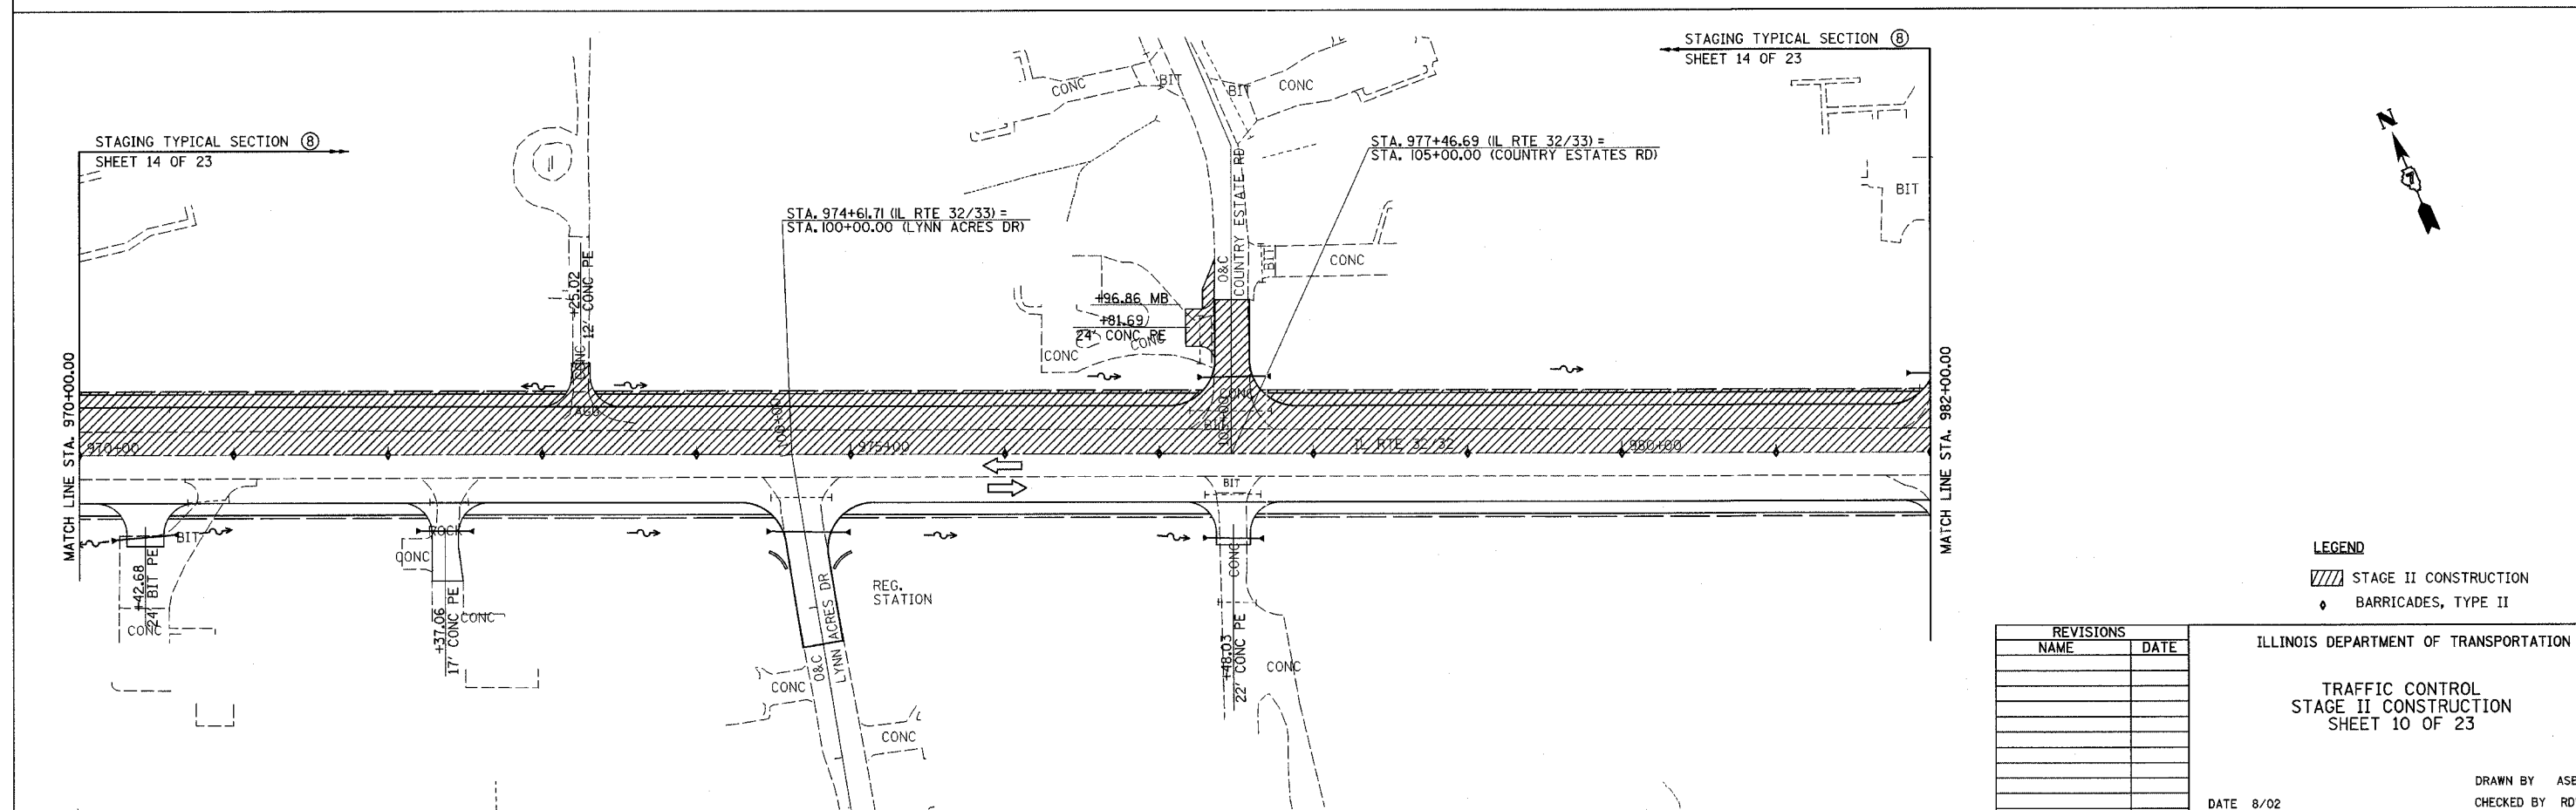 STAGING TYPICAL SECTION 8
SHEET 14 OF 23
STAGING TYPICAL SECTION 8
SHEET 14 OF 23
N
CONC
BIT
BIT
CONC
BIT
STA. 974+61.71 (IL RTE 32/33) =
STA. 100+00.00 (LYNN ACRES DR)
STA. 977+46.69 (IL RTE 32/33) =
STA. 105+00.00 (COUNTRY ESTATES RD)
O&C
COUNTRY ESTATE RD
BIT
CONC
+25.02
12' CONC PE
CONC
+96.86 MB
+81.69
24' CONC PE
CONC
CONC
MATCH LINE STA. 970+00.00
MATCH LINE STA. 982+00.00
AGG
100+00
CONC
BIT
105+00
970+00
975+00
IL RTE 32/32
980+00
BIT
BIT
+42.68
24' BIT PE
CONC
ROCK
CONC
+37.06
17' CONC PE
CONC
REG.
STATION
O&C
LYNN ACRES DR
CONC
CONC
CONC
+48.03
22' CONC PE
CONC
LEGEND
STAGE II CONSTRUCTION
BARRICADES, TYPE II
REVISIONS
NAME DATE
ILLINOIS DEPARTMENT OF TRANSPORTATION
TRAFFIC CONTROL
STAGE II CONSTRUCTION
SHEET 10 OF 23
DRAWN BY
DATE 8/02
CHECKED BY